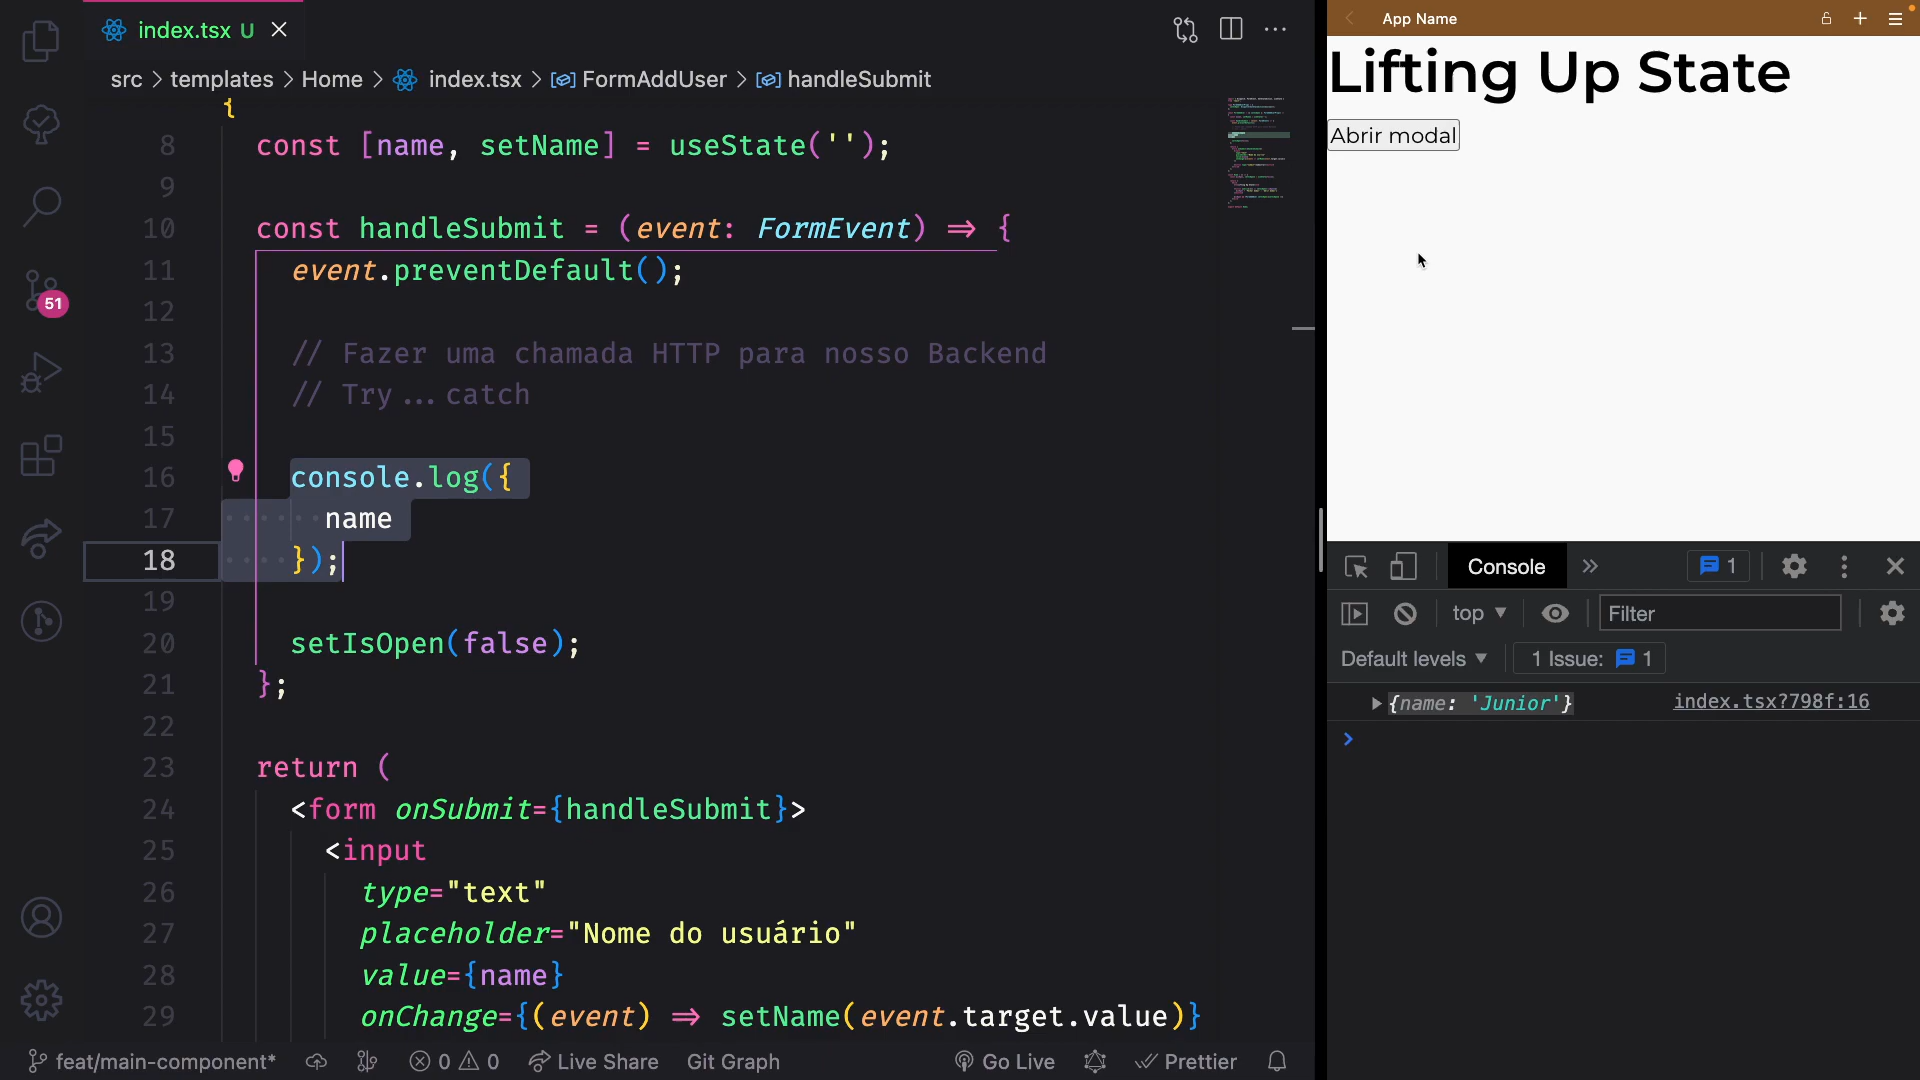 index.tsx U
src > templates > Home > index.tsx > FormAddUser > handleSubmit
{
8 const [name, setName] = useState('');
9
10 const handleSubmit = (event: FormEvent) => {
11 event.preventDefault();
12
13 // Fazer uma chamada HTTP para nosso Backend
14 // Try...catch
15
16 console.log({
17 name
18 });
19
20 setIsOpen(false);
21 };
22
23 return (
24 <form onSubmit={handleSubmit}>
25 <input
26 type="text"
27 placeholder="Nome do usuário"
28 value={name}
29 onChange={(event) => setName(event.target.value)}
51
feat/main-component* 0 0 Live Share Git Graph Go Live Prettier
App Name
Lifting Up State
Abrir modal
Console 1
top Filter
Default levels 1 Issue: 1
{name: 'Junior'} index.tsx?798f:16